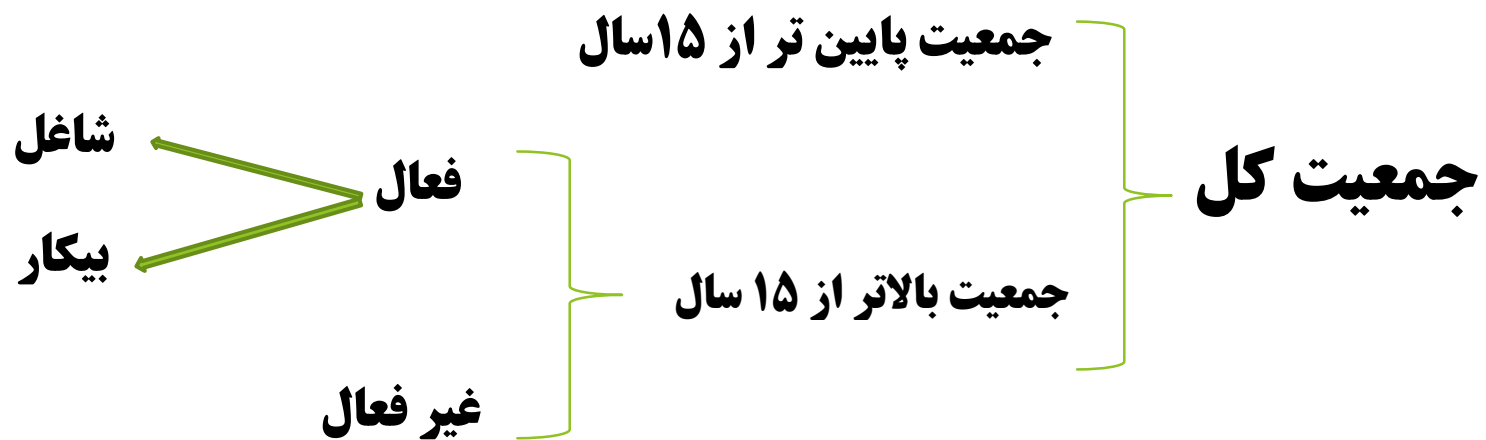 جمعیت کل
جمعیت پایین تر از ۱۵سال
جمعیت بالاتر از ۱۵ سال
فعال
غیر فعال
شاغل
بیکار